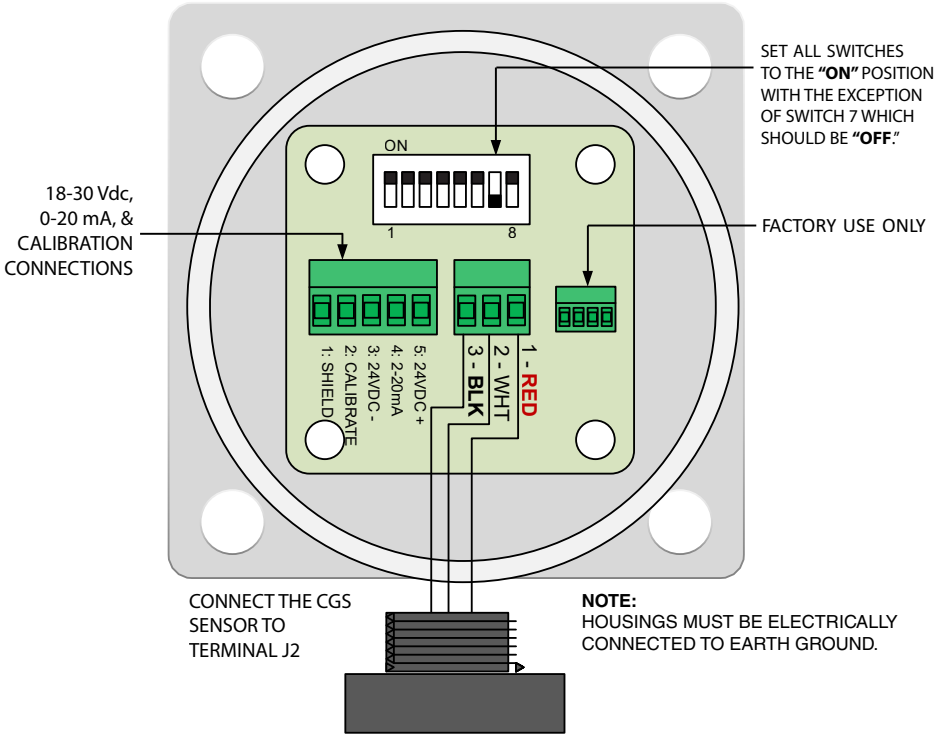 SET ALL SWITCHES
TO THE “ON” POSITION
WITH THE EXCEPTION
OF SWITCH 7 WHICH
SHOULD BE “OFF.”
ON
1
8
18-30 Vdc,
0-20 mA, &
CALIBRATION
CONNECTIONS
FACTORY USE ONLY
1: SHIELD
2: CALIBRATE
3: 24VDC -
4: 2-20mA
5: 24VDC +
3 - BLK
2 - WHT
1 - RED
CONNECT THE CGS
SENSOR TO
TERMINAL J2
NOTE:
HOUSINGS MUST BE ELECTRICALLY
CONNECTED TO EARTH GROUND.